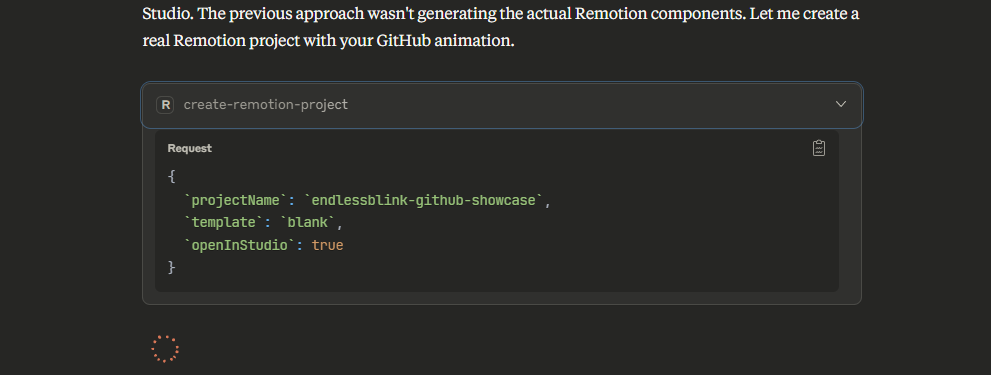 Studio. The previous approach wasn't generating the actual Remotion components. Let me create a
real Remotion project with your GitHub animation.
R create-remotion-project
Request
{
`projectName`: `endlessblink-github-showcase`,
`template`: `blank`,
`openInStudio`: true
}